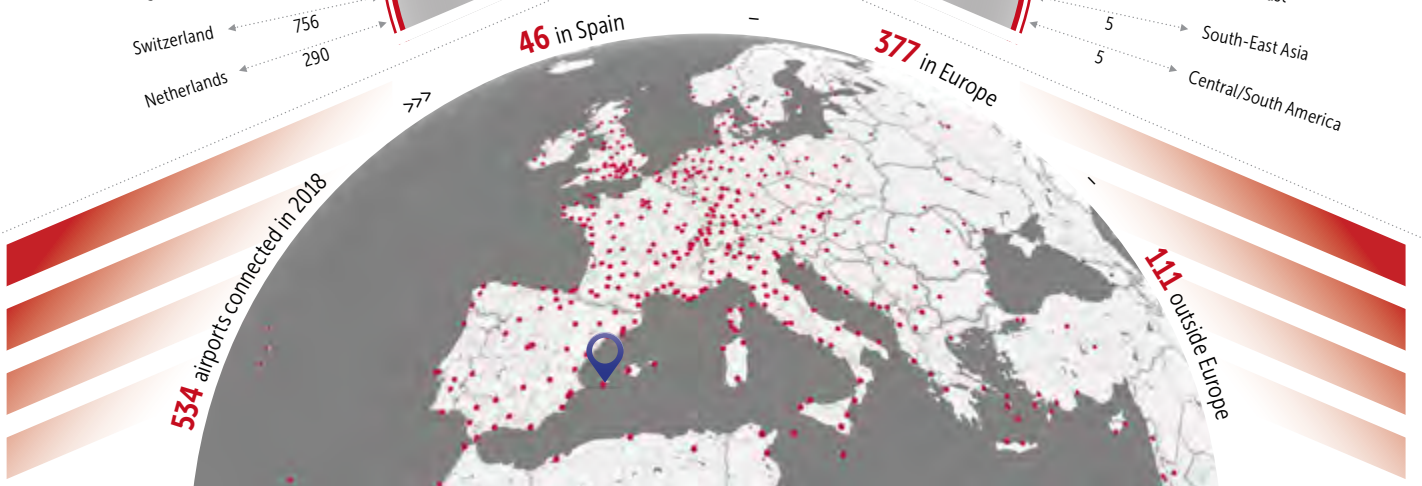 Switzerland 756
Netherlands 290
>>>
534 airports connected in 2018
46 in Spain
–
377 in Europe
–
111 outside Europe
5 South-East Asia
5 Central/South America